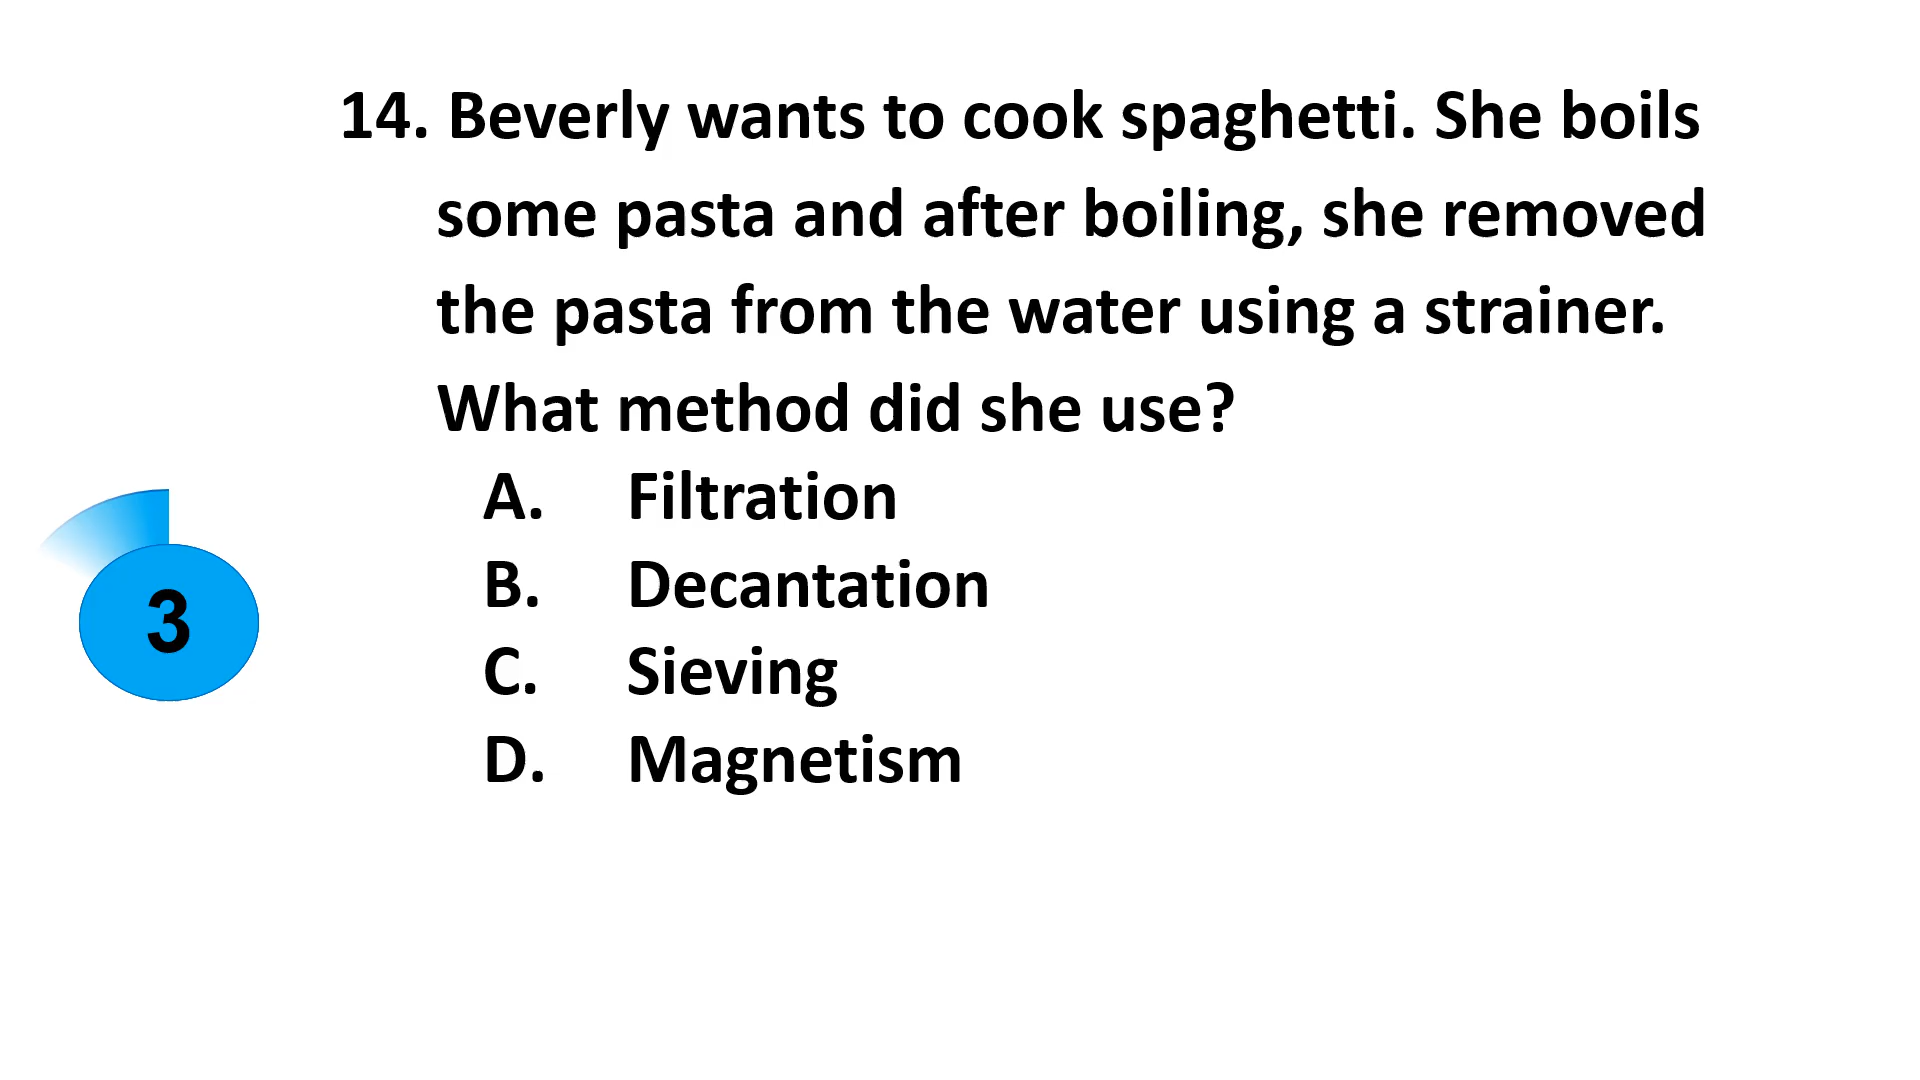 14. Beverly wants to cook spaghetti. She boils
some pasta and after boiling, she removed
the pasta from the water using a strainer.
What method did she use?
A. Filtration
B. Decantation
3
C. Sieving
D. Magnetism